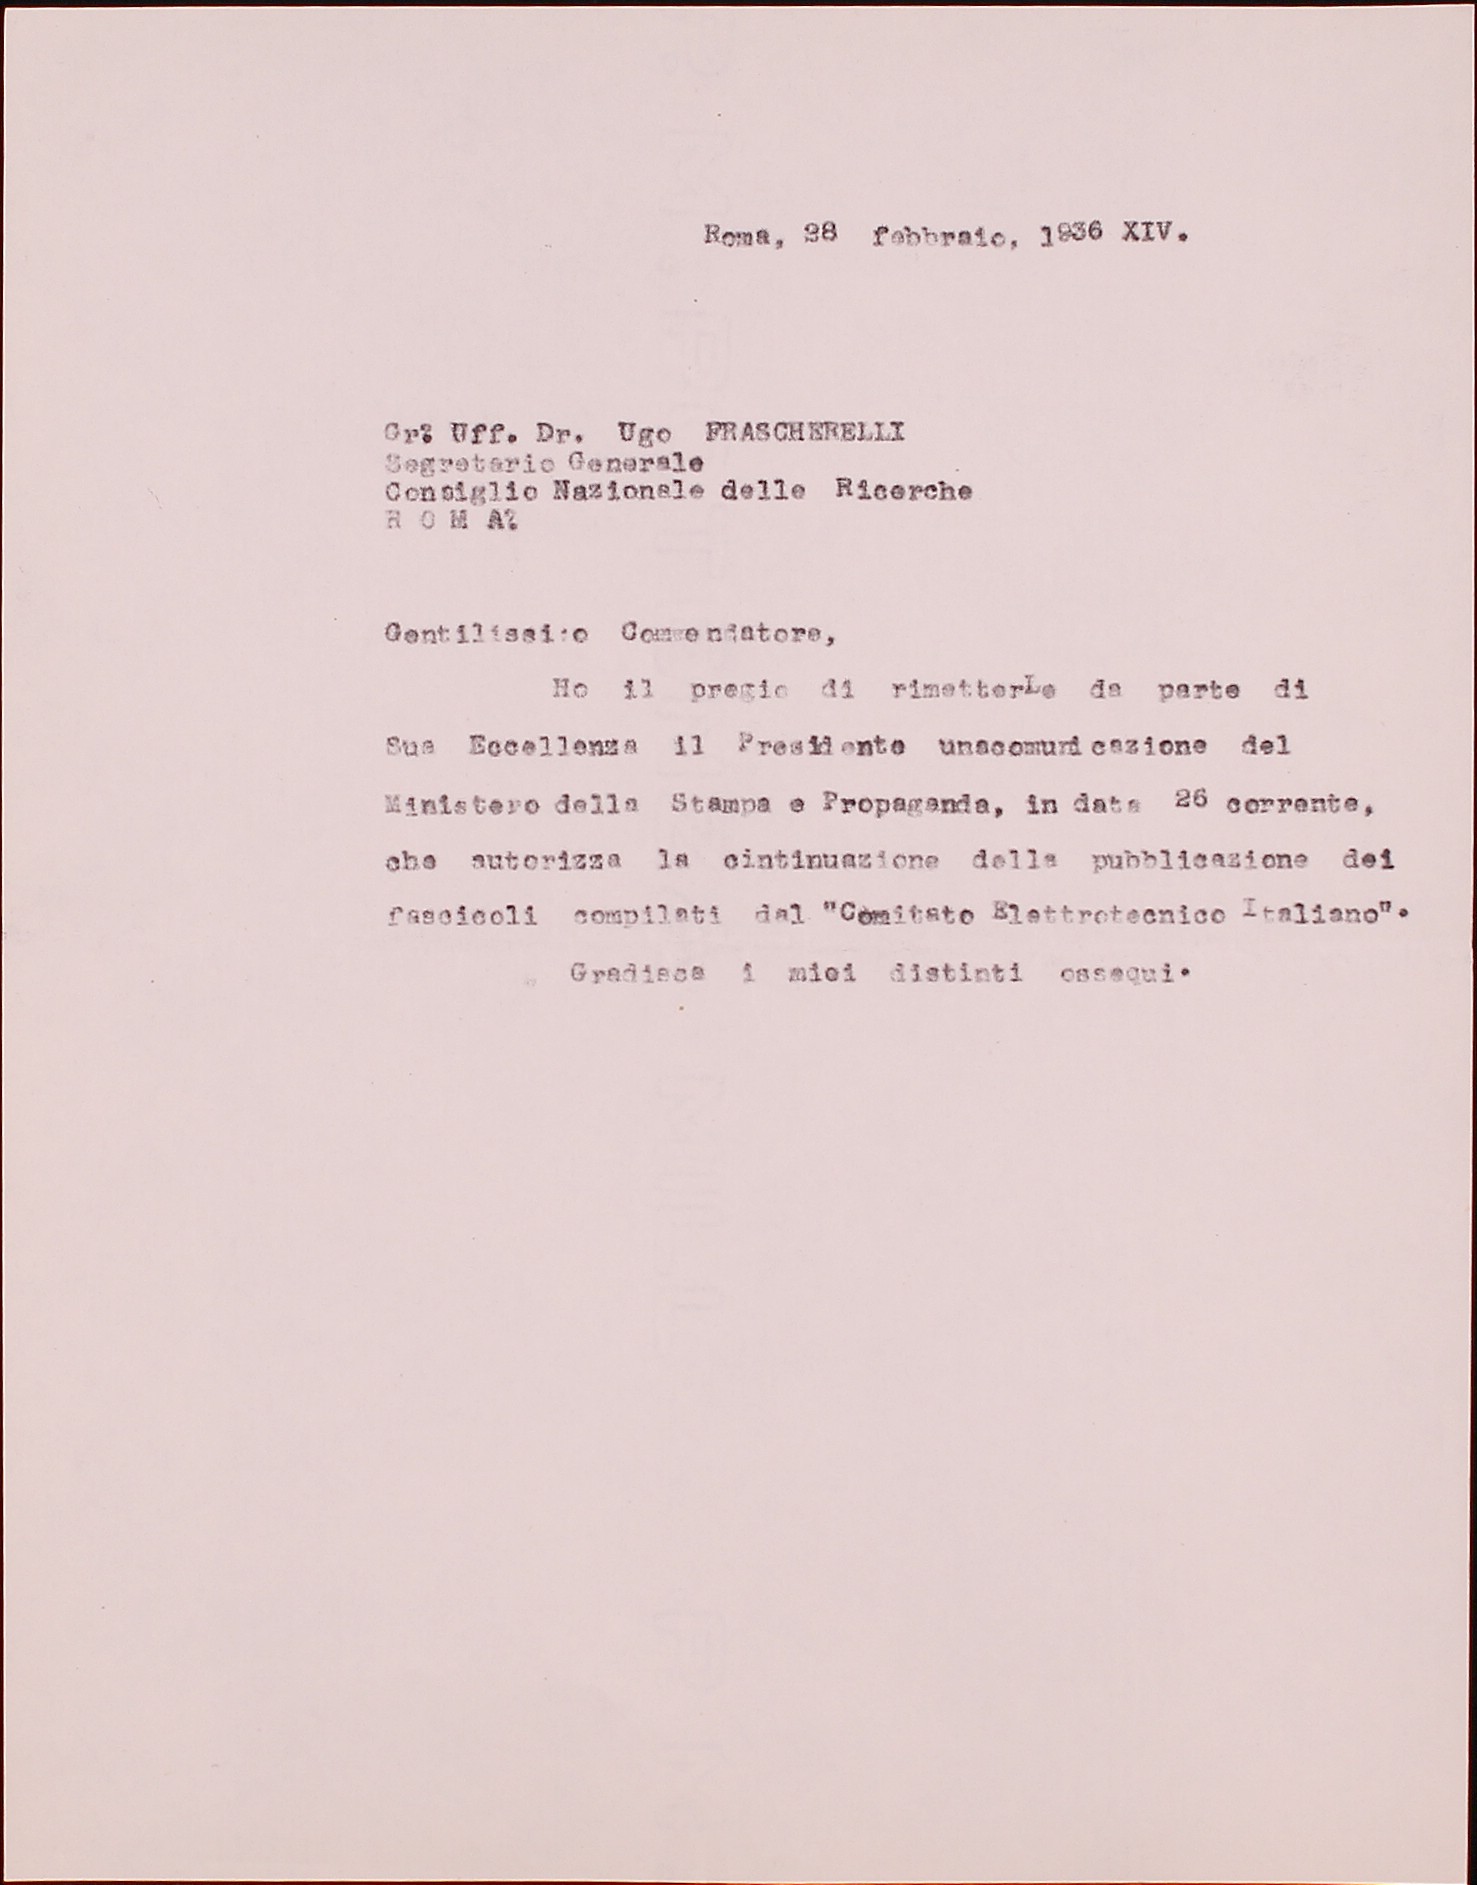 Roma, 28 febbraio, 1936 XIV.
Gr? Uff. Dr. Ugo FRASCHERELLI
Segretario Generale
Consiglio Nazionale delle Ricerche
R O M A?
Gentilissimo Commendatore,
Ho il pregio di rimetterLe da parte di
Sua Eccellenza il Presidente unacomunicazione del
Ministero della Stampa e Propaganda, in data 26 corrente,
che autorizza la cintinuazione della pubblicazione dei
fascicoli compilati dal "Comitato Elettrotecnico Italiano".
Gradisca i miei distinti ossequi.